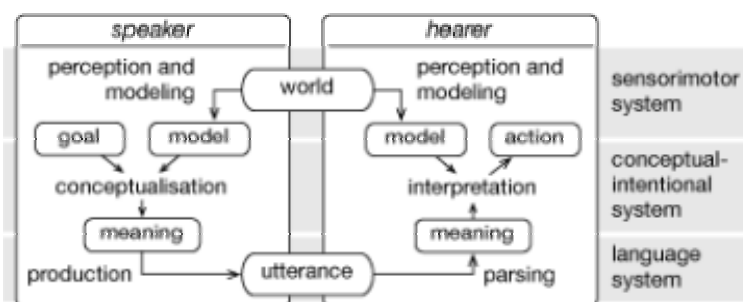 speaker
hearer
perception and
modeling
world
perception and
modeling
sensorimotor
system
goal
model
model
action
conceptualisation
interpretation
conceptual-
intentional
system
meaning
meaning
production
utterance
parsing
language
system